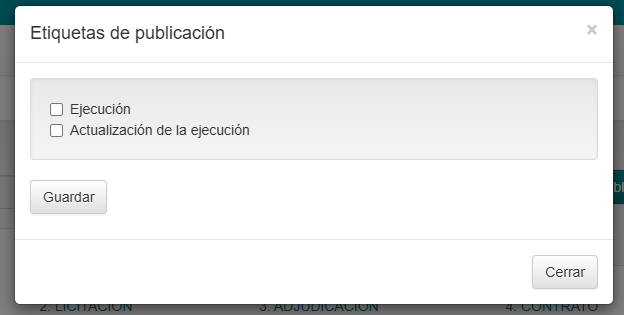 Etiquetas de publicación
×
Ejecución
Actualización de la ejecución
Guardar
Cerrar
2. LICITACIÓN 3. ADJUDICACIÓN 4. CONTRATO